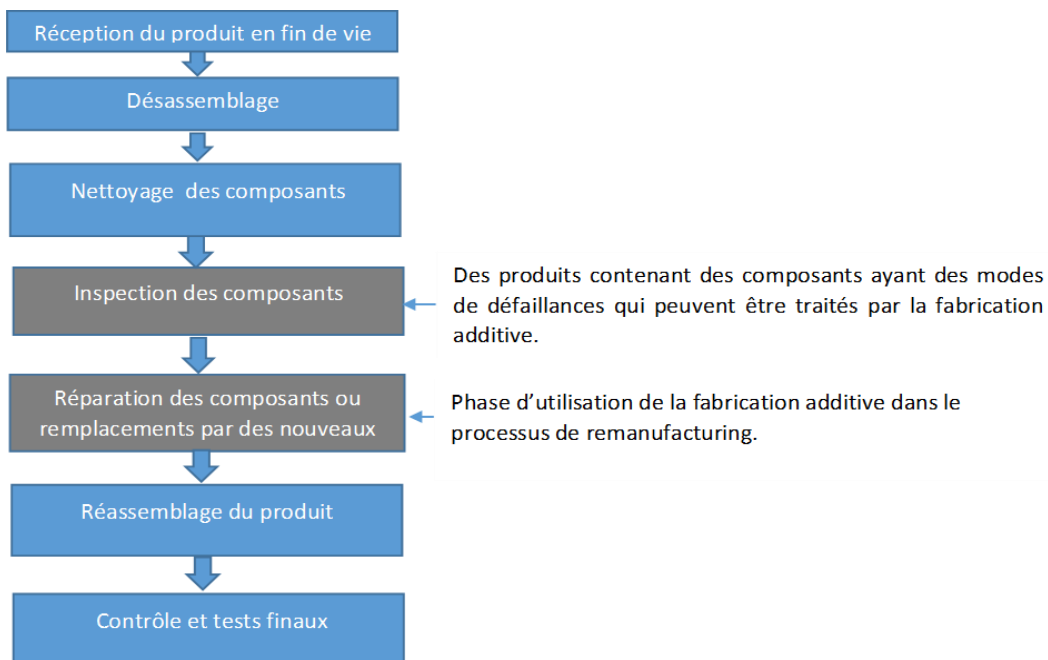 Réception du produit en fin de vie
Désassemblage
Nettoyage des composants
Inspection des composants
Des produits contenant des composants ayant des modes
de défaillances qui peuvent être traités par la fabrication
additive.
Réparation des composants ou
remplacements par des nouveaux
Phase d’utilisation de la fabrication additive dans le
processus de remanufacturing.
Réassemblage du produit
Contrôle et tests finaux